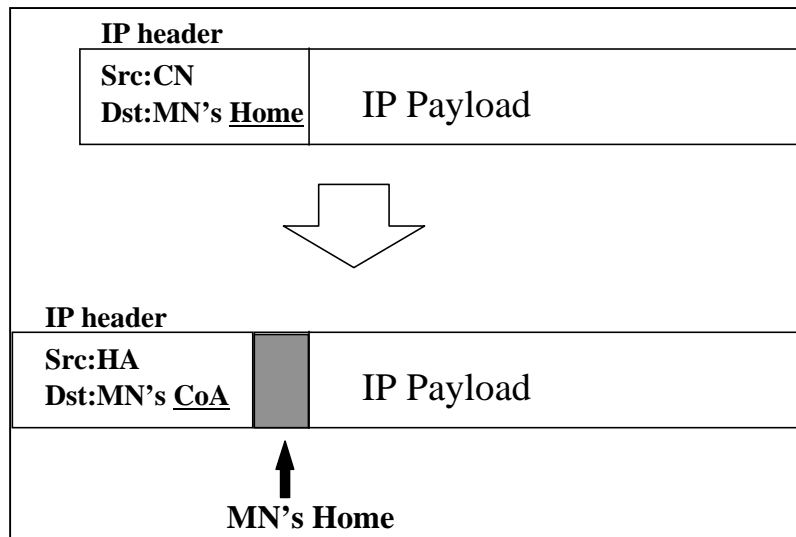 IP header
Src:CN
Dst:MN’s Home
IP Payload
IP header
Src:HA
Dst:MN’s CoA
IP Payload
MN’s Home